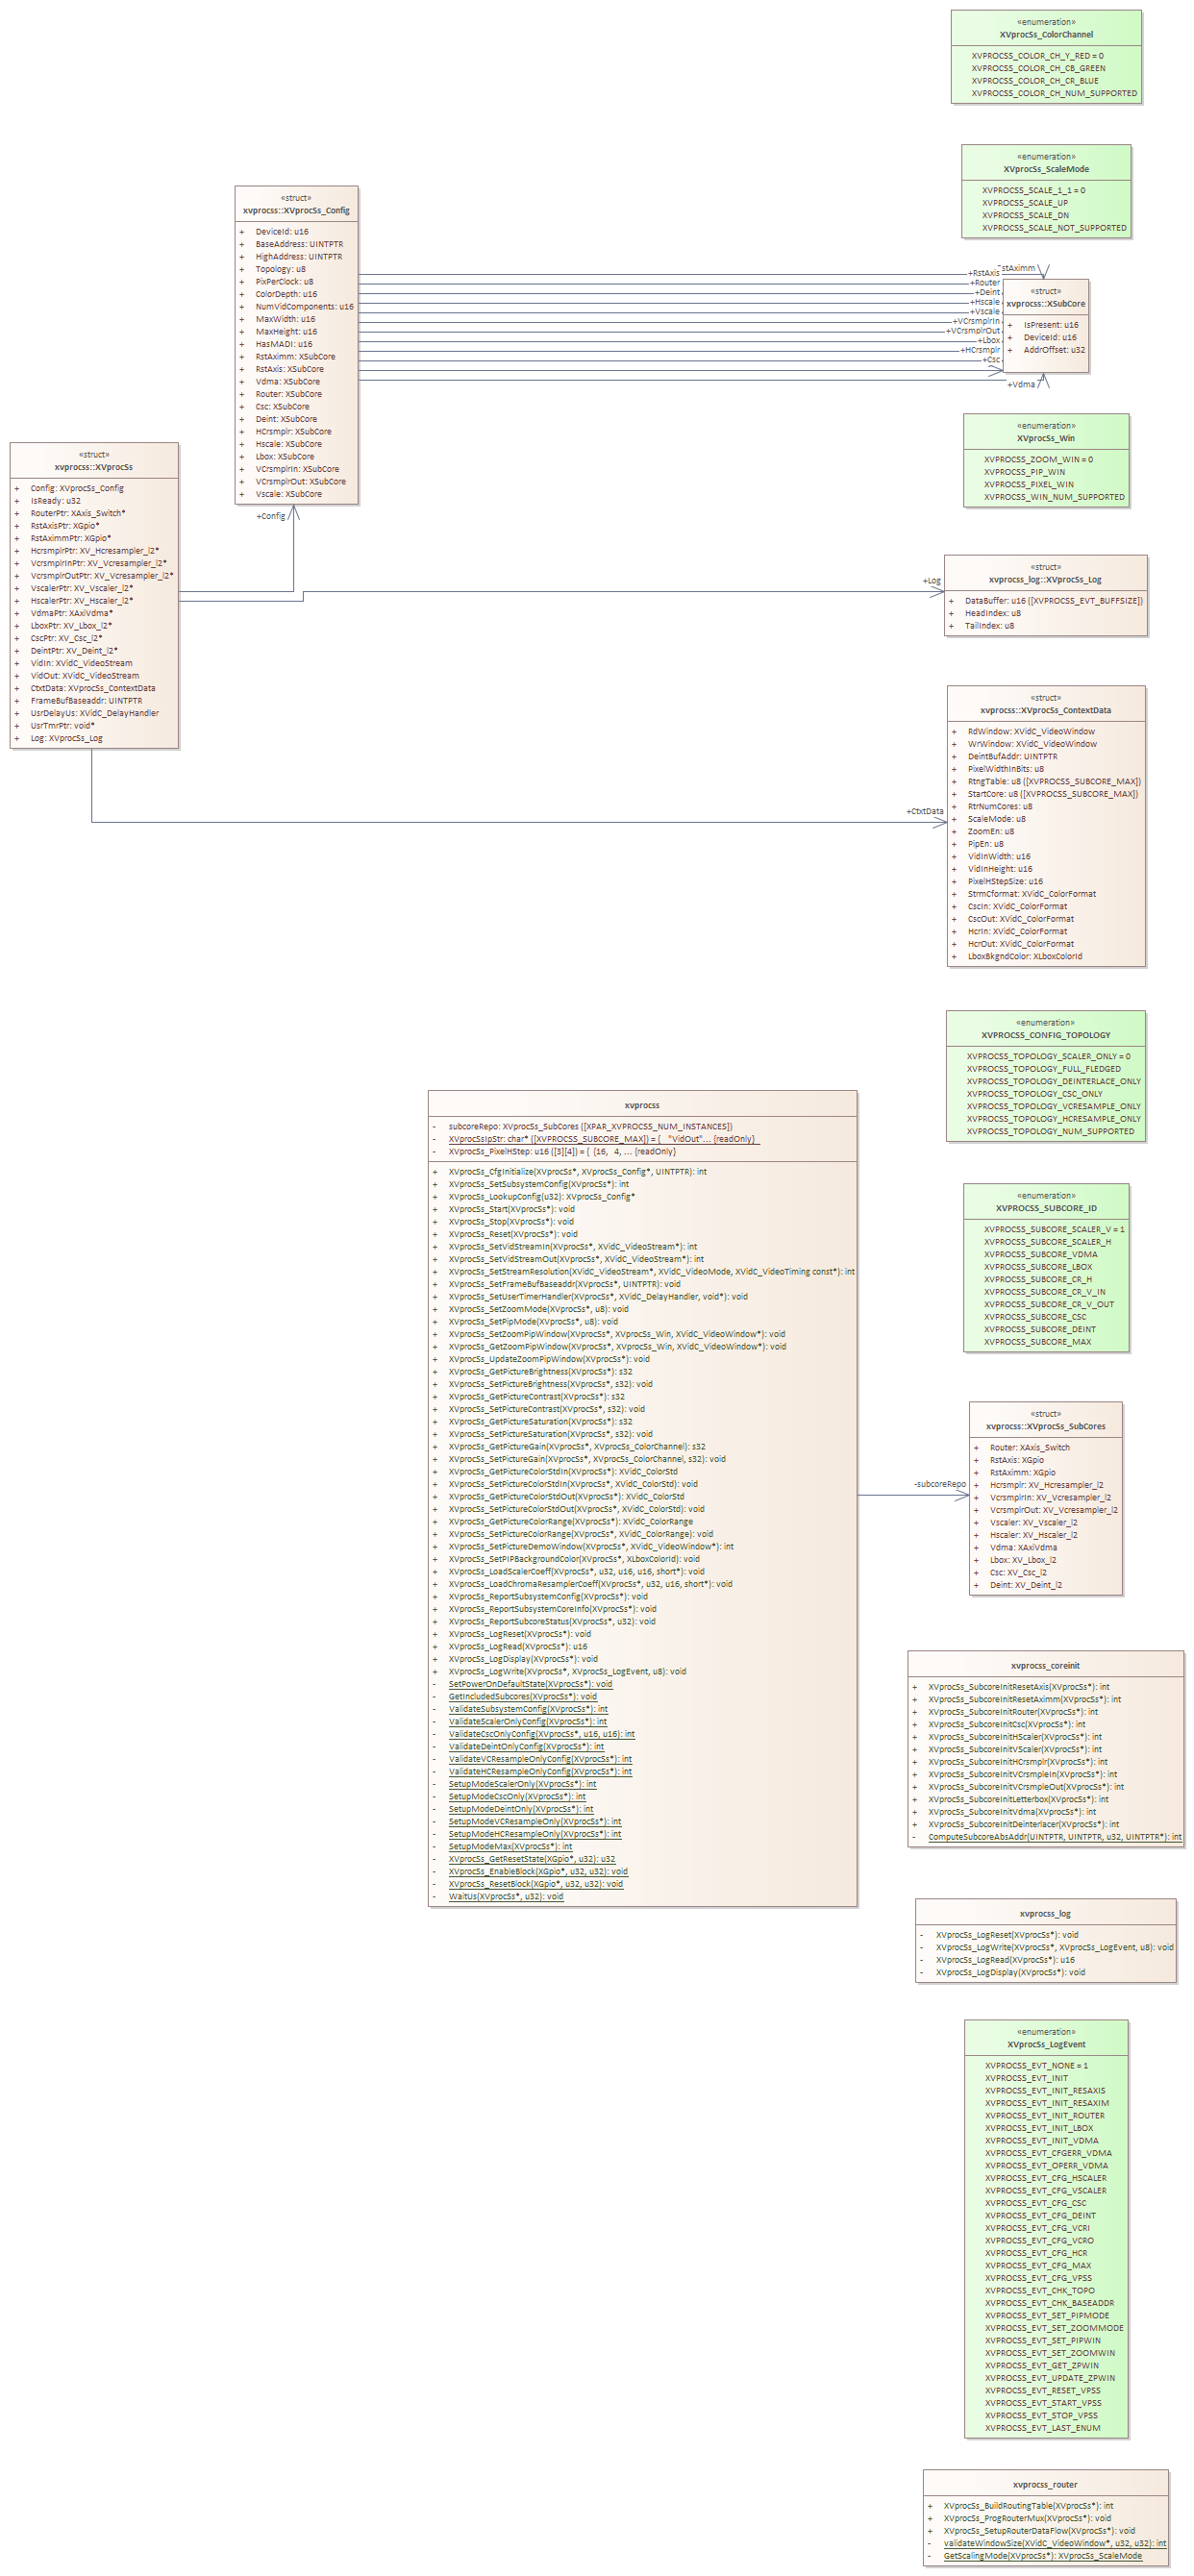 «enumeration»
XVprocSs_ColorChannel
XVPROCSS_COLOR_CH_Y_RED = 0
XVPROCSS_COLOR_CH_CB_GREEN
XVPROCSS_COLOR_CH_CR_BLUE
XVPROCSS_COLOR_CH_NUM_SUPPORTED
«enumeration»
XVprocSs_ScaleMode
XVPROCSS_SCALE_1_1 = 0
XVPROCSS_SCALE_UP
XVPROCSS_SCALE_DN
XVPROCSS_SCALE_NOT_SUPPORTED
«struct»
xvprocss::XVprocSs_Config
+ DeviceId: u16
+ BaseAddress: UINTPTR
+ HighAddress: UINTPTR
+ Topology: u8
+ PixPerClock: u8
+ ColorDepth: u16
+ NumVidComponents: u16
+ MaxWidth: u16
+ MaxHeight: u16
+ HasMADI: u16
+ RstAximm: XSubCore
+ RstAxis: XSubCore
+ Vdma: XSubCore
+ Router: XSubCore
+ Csc: XSubCore
+ Deint: XSubCore
+ HCrsmplr: XSubCore
+ Hscale: XSubCore
+ Lbox: XSubCore
+ VCrsmplrIn: XSubCore
+ VCrsmplrOut: XSubCore
+ Vscale: XSubCore
stAximm
+RstAxis
+Router
+Deint
+Hscale
+Vscale
+VCrsmplrIn
+VCrsmplrOut
+Lbox
+HCrsmplr
+Csc
+Vdma
«struct»
xvprocss::XSubCore
+ IsPresent: u16
+ DeviceId: u16
+ AddrOffset: u32
«enumeration»
XVprocSs_Win
XVPROCSS_ZOOM_WIN = 0
XVPROCSS_PIP_WIN
XVPROCSS_PIXEL_WIN
XVPROCSS_WIN_NUM_SUPPORTED
«struct»
xvprocss::XVprocSs
+ Config: XVprocSs_Config
+ IsReady: u32
+ RouterPtr: XAxis_Switch*
+ RstAxisPtr: XGpio*
+ RstAximmPtr: XGpio*
+ HcrsmplrPtr: XV_Hcresampler_l2*
+ VcrsmplrInPtr: XV_Vcresampler_l2*
+ VcrsmplrOutPtr: XV_Vcresampler_l2*
+ VscalerPtr: XV_Vscaler_l2*
+ HscalerPtr: XV_Hscaler_l2*
+ VdmaPtr: XAxiVdma*
+ LboxPtr: XV_Lbox_l2*
+ CscPtr: XV_Csc_l2*
+ DeintPtr: XV_Deint_l2*
+ VidIn: XVidC_VideoStream
+ VidOut: XVidC_VideoStream
+ CtxtData: XVprocSs_ContextData
+ FrameBufBaseaddr: UINTPTR
+ UsrDelayUs: XVidC_DelayHandler
+ UsrTmrPtr: void*
+ Log: XVprocSs_Log
+Config
+Log
+CtxtData
«struct»
xvprocss_log::XVprocSs_Log
+ DataBuffer: u16 ([XVPROCSS_EVT_BUFFSIZE])
+ HeadIndex: u8
+ TailIndex: u8
«struct»
xvprocss::XVprocSs_ContextData
+ RdWindow: XVidC_VideoWindow
+ WrWindow: XVidC_VideoWindow
+ DeintBufAddr: UINTPTR
+ PixelWidthInBits: u8
+ RtngTable: u8 ([XVPROCSS_SUBCORE_MAX])
+ StartCore: u8 ([XVPROCSS_SUBCORE_MAX])
+ RtrNumCores: u8
+ ScaleMode: u8
+ ZoomEn: u8
+ PipEn: u8
+ VidInWidth: u16
+ VidInHeight: u16
+ PixelHStepSize: u16
+ StrmCformat: XVidC_ColorFormat
+ CscIn: XVidC_ColorFormat
+ CscOut: XVidC_ColorFormat
+ HcrIn: XVidC_ColorFormat
+ HcrOut: XVidC_ColorFormat
+ LboxBkgndColor: XLboxColorId
«enumeration»
XVPROCSS_CONFIG_TOPOLOGY
XVPROCSS_TOPOLOGY_SCALER_ONLY = 0
XVPROCSS_TOPOLOGY_FULL_FLEDGED
XVPROCSS_TOPOLOGY_DEINTERLACE_ONLY
XVPROCSS_TOPOLOGY_CSC_ONLY
XVPROCSS_TOPOLOGY_VCRESAMPLE_ONLY
XVPROCSS_TOPOLOGY_HCRESAMPLE_ONLY
XVPROCSS_TOPOLOGY_NUM_SUPPORTED
xvprocss
- subcoreRepo: XVprocSs_SubCores ([XPAR_XVPROCSS_NUM_INSTANCES])
- XVprocSsIpStr: char* ([XVPROCSS_SUBCORE_MAX]) = { "VidOut"... {readOnly}
- XVprocSs_PixelHStep: u16 ([3][4]) = { {16, 4, ... {readOnly}
+ XVprocSs_CfgInitialize(XVprocSs*, XVprocSs_Config*, UINTPTR): int
+ XVprocSs_SetSubsystemConfig(XVprocSs*): int
+ XVprocSs_LookupConfig(u32): XVprocSs_Config*
+ XVprocSs_Start(XVprocSs*): void
+ XVprocSs_Stop(XVprocSs*): void
+ XVprocSs_Reset(XVprocSs*): void
+ XVprocSs_SetVidStreamIn(XVprocSs*, XVidC_VideoStream*): int
+ XVprocSs_SetVidStreamOut(XVprocSs*, XVidC_VideoStream*): int
+ XVprocSs_SetStreamResolution(XVidC_VideoStream*, XVidC_VideoMode, XVidC_VideoTiming const*): int
+ XVprocSs_SetFrameBufBaseaddr(XVprocSs*, UINTPTR): void
+ XVprocSs_SetUserTimerHandler(XVprocSs*, XVidC_DelayHandler, void*): void
+ XVprocSs_SetZoomMode(XVprocSs*, u8): void
+ XVprocSs_SetPipMode(XVprocSs*, u8): void
+ XVprocSs_SetZoomPipWindow(XVprocSs*, XVprocSs_Win, XVidC_VideoWindow*): void
+ XVprocSs_GetZoomPipWindow(XVprocSs*, XVprocSs_Win, XVidC_VideoWindow*): void
+ XVprocSs_UpdateZoomPipWindow(XVprocSs*): void
+ XVprocSs_GetPictureBrightness(XVprocSs*): s32
+ XVprocSs_SetPictureBrightness(XVprocSs*, s32): void
+ XVprocSs_GetPictureContrast(XVprocSs*): s32
+ XVprocSs_SetPictureContrast(XVprocSs*, s32): void
+ XVprocSs_GetPictureSaturation(XVprocSs*): s32
+ XVprocSs_SetPictureSaturation(XVprocSs*, s32): void
+ XVprocSs_GetPictureGain(XVprocSs*, XVprocSs_ColorChannel): s32
+ XVprocSs_SetPictureGain(XVprocSs*, XVprocSs_ColorChannel, s32): void
+ XVprocSs_GetPictureColorStdIn(XVprocSs*): XVidC_ColorStd
+ XVprocSs_SetPictureColorStdIn(XVprocSs*, XVidC_ColorStd): void
+ XVprocSs_GetPictureColorStdOut(XVprocSs*): XVidC_ColorStd
+ XVprocSs_SetPictureColorStdOut(XVprocSs*, XVidC_ColorStd): void
+ XVprocSs_GetPictureColorRange(XVprocSs*): XVidC_ColorRange
+ XVprocSs_SetPictureColorRange(XVprocSs*, XVidC_ColorRange): void
+ XVprocSs_SetPictureDemoWindow(XVprocSs*, XVidC_VideoWindow*): int
+ XVprocSs_SetPIPBackgroundColor(XVprocSs*, XLboxColorId): void
+ XVprocSs_LoadScalerCoeff(XVprocSs*, u32, u16, u16, short*): void
+ XVprocSs_LoadChromaResamplerCoeff(XVprocSs*, u32, u16, short*): void
+ XVprocSs_ReportSubsystemConfig(XVprocSs*): void
+ XVprocSs_ReportSubsystemCoreInfo(XVprocSs*): void
+ XVprocSs_ReportSubcoreStatus(XVprocSs*, u32): void
+ XVprocSs_LogReset(XVprocSs*): void
+ XVprocSs_LogRead(XVprocSs*): u16
+ XVprocSs_LogDisplay(XVprocSs*): void
+ XVprocSs_LogWrite(XVprocSs*, XVprocSs_LogEvent, u8): void
- SetPowerOnDefaultState(XVprocSs*): void
- GetIncludedSubcores(XVprocSs*): void
- ValidateSubsystemConfig(XVprocSs*): int
- ValidateScalerOnlyConfig(XVprocSs*): int
- ValidateCscOnlyConfig(XVprocSs*, u16, u16): int
- ValidateDeintOnlyConfig(XVprocSs*): int
- ValidateVCResampleOnlyConfig(XVprocSs*): int
- ValidateHCResampleOnlyConfig(XVprocSs*): int
- SetupModeScalerOnly(XVprocSs*): int
- SetupModeCscOnly(XVprocSs*): int
- SetupModeDeintOnly(XVprocSs*): int
- SetupModeVCResampleOnly(XVprocSs*): int
- SetupModeHCResampleOnly(XVprocSs*): int
- SetupModeMax(XVprocSs*): int
- XVprocSs_GetResetState(XGpio*, u32): u32
- XVprocSs_EnableBlock(XGpio*, u32, u32): void
- XVprocSs_ResetBlock(XGpio*, u32, u32): void
- WaitUs(XVprocSs*, u32): void
-subcoreRepo
«enumeration»
XVPROCSS_SUBCORE_ID
XVPROCSS_SUBCORE_SCALER_V = 1
XVPROCSS_SUBCORE_SCALER_H
XVPROCSS_SUBCORE_VDMA
XVPROCSS_SUBCORE_LBOX
XVPROCSS_SUBCORE_CR_H
XVPROCSS_SUBCORE_CR_V_IN
XVPROCSS_SUBCORE_CR_V_OUT
XVPROCSS_SUBCORE_CSC
XVPROCSS_SUBCORE_DEINT
XVPROCSS_SUBCORE_MAX
«struct»
xvprocss::XVprocSs_SubCores
+ Router: XAxis_Switch
+ RstAxis: XGpio
+ RstAximm: XGpio
+ Hcrsmplr: XV_Hcresampler_l2
+ VcrsmplrIn: XV_Vcresampler_l2
+ VcrsmplrOut: XV_Vcresampler_l2
+ Vscaler: XV_Vscaler_l2
+ Hscaler: XV_Hscaler_l2
+ Vdma: XAxiVdma
+ Lbox: XV_Lbox_l2
+ Csc: XV_Csc_l2
+ Deint: XV_Deint_l2
xvprocss_coreinit
+ XVprocSs_SubcoreInitResetAxis(XVprocSs*): int
+ XVprocSs_SubcoreInitResetAximm(XVprocSs*): int
+ XVprocSs_SubcoreInitRouter(XVprocSs*): int
+ XVprocSs_SubcoreInitCsc(XVprocSs*): int
+ XVprocSs_SubcoreInitHScaler(XVprocSs*): int
+ XVprocSs_SubcoreInitVScaler(XVprocSs*): int
+ XVprocSs_SubcoreInitHCrsmplr(XVprocSs*): int
+ XVprocSs_SubcoreInitVCrsmpleIn(XVprocSs*): int
+ XVprocSs_SubcoreInitVCrsmpleOut(XVprocSs*): int
+ XVprocSs_SubcoreInitLetterbox(XVprocSs*): int
+ XVprocSs_SubcoreInitVdma(XVprocSs*): int
+ XVprocSs_SubcoreInitDeinterlacer(XVprocSs*): int
- ComputeSubcoreAbsAddr(UINTPTR, UINTPTR, u32, UINTPTR*): int
xvprocss_log
- XVprocSs_LogReset(XVprocSs*): void
- XVprocSs_LogWrite(XVprocSs*, XVprocSs_LogEvent, u8): void
- XVprocSs_LogRead(XVprocSs*): u16
- XVprocSs_LogDisplay(XVprocSs*): void
«enumeration»
XVprocSs_LogEvent
XVPROCSS_EVT_NONE = 1
XVPROCSS_EVT_INIT
XVPROCSS_EVT_INIT_RESAXIS
XVPROCSS_EVT_INIT_RESAXIM
XVPROCSS_EVT_INIT_ROUTER
XVPROCSS_EVT_INIT_LBOX
XVPROCSS_EVT_INIT_VDMA
XVPROCSS_EVT_CFGERR_VDMA
XVPROCSS_EVT_OPERR_VDMA
XVPROCSS_EVT_CFG_HSCALER
XVPROCSS_EVT_CFG_VSCALER
XVPROCSS_EVT_CFG_CSC
XVPROCSS_EVT_CFG_DEINT
XVPROCSS_EVT_CFG_VCRI
XVPROCSS_EVT_CFG_VCRO
XVPROCSS_EVT_CFG_HCR
XVPROCSS_EVT_CFG_MAX
XVPROCSS_EVT_CFG_VPSS
XVPROCSS_EVT_CHK_TOPO
XVPROCSS_EVT_CHK_BASEADDR
XVPROCSS_EVT_SET_PIPMODE
XVPROCSS_EVT_SET_ZOOMMODE
XVPROCSS_EVT_SET_PIPWIN
XVPROCSS_EVT_SET_ZOOMWIN
XVPROCSS_EVT_GET_ZPWIN
XVPROCSS_EVT_UPDATE_ZPWIN
XVPROCSS_EVT_RESET_VPSS
XVPROCSS_EVT_START_VPSS
XVPROCSS_EVT_STOP_VPSS
XVPROCSS_EVT_LAST_ENUM
xvprocss_router
+ XVprocSs_BuildRoutingTable(XVprocSs*): int
+ XVprocSs_ProgRouterMux(XVprocSs*): void
+ XVprocSs_SetupRouterDataFlow(XVprocSs*): void
- validateWindowSize(XVidC_VideoWindow*, u32, u32): int
- GetScalingMode(XVprocSs*): XVprocSs_ScaleMode